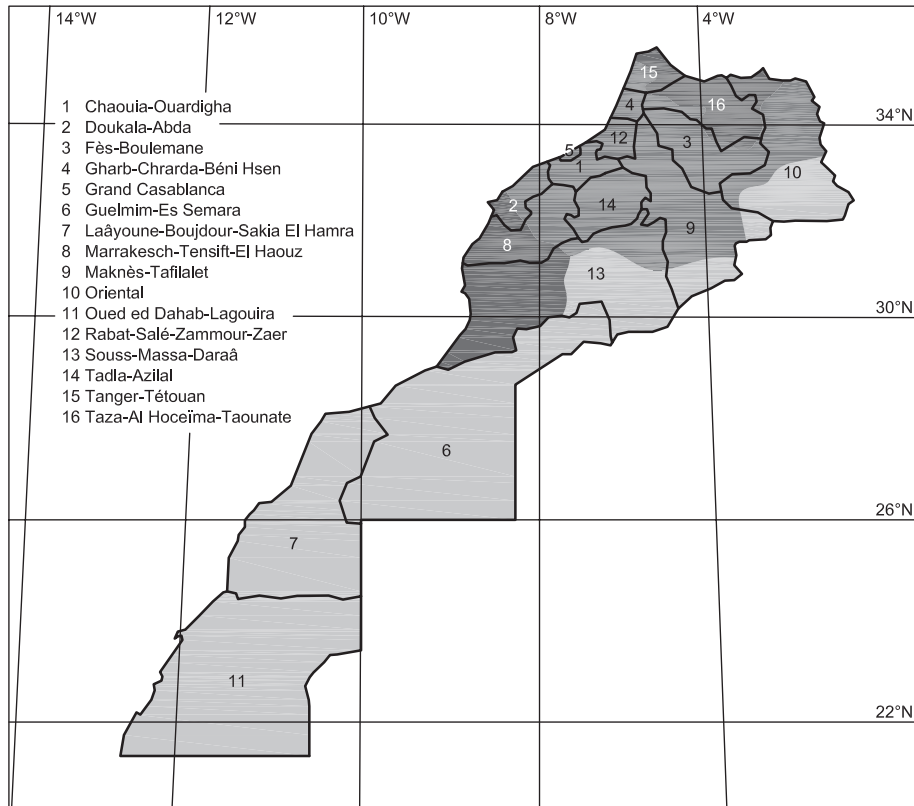 14°W 12°W 10°W 8°W 4°W
1 Chaouia-Ouardigha
2 Doukala-Abda
3 Fès-Boulemane
4 Gharb-Chrarda-Béni Hsen
5 Grand Casablanca
6 Guelmim-Es Semara
7 Laâyoune-Boujdour-Sakia El Hamra
8 Marrakesch-Tensift-El Haouz
9 Maknès-Tafilalet
10 Oriental
11 Oued ed Dahab-Lagouira
12 Rabat-Salé-Zammour-Zaer
13 Souss-Massa-Daraâ
14 Tadla-Azilal
15 Tanger-Tétouan
16 Taza-Al Hoceïma-Taounate
15
4 16
34°N
12 3
5
1
10
2 14
9
8
13
30°N
6
26°N
7
11
22°N